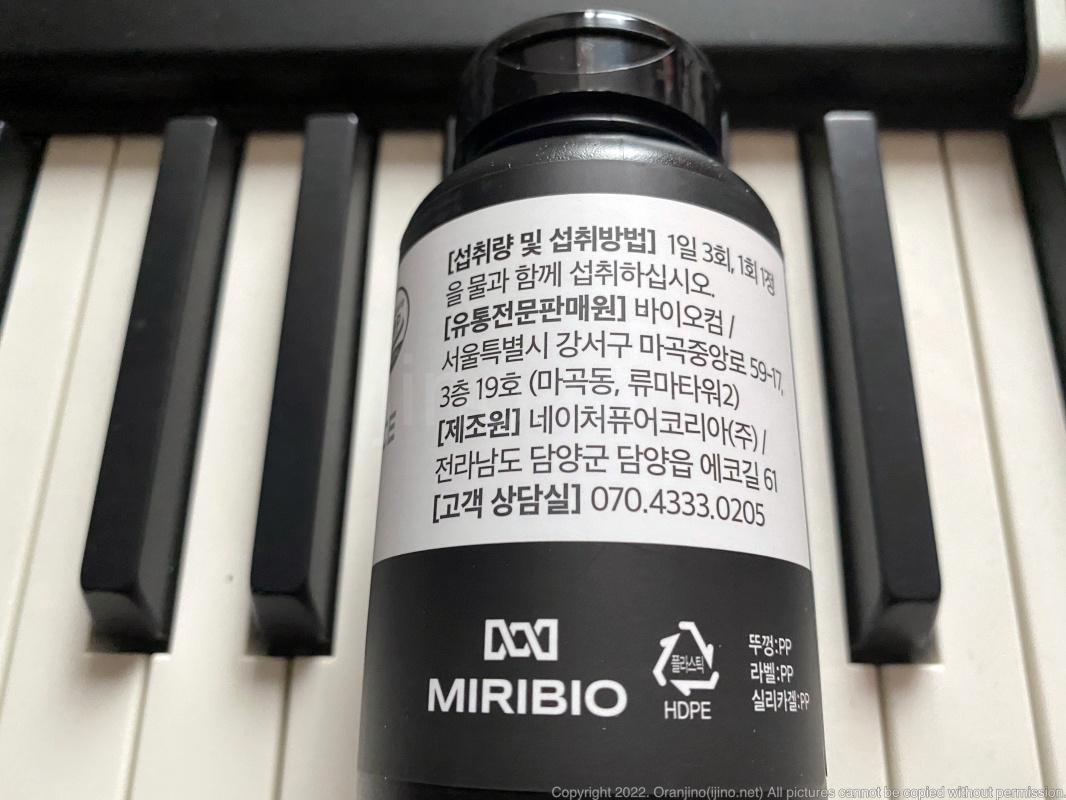 [섭취량 및 섭취방법] 1일 3회, 1회 1정
을 물과 함께 섭취하십시오.
[유통전문판매원] 바이오컴 /
서울특별시 강서구 마곡중앙로 59-17,
3층 19호 (마곡동, 류마타워2)
[제조원] 네이처퓨어코리아(주) /
전라남도 담양군 담양읍 에코길 61
[고객 상담실] 070.4333.0205
MIRIBIO
플라스틱
HDPE
뚜껑:PP
라벨:PP
실리카겔:PP
Copyright 2022. Oranjino(ijino.net) All pictures cannot be copied without permission.